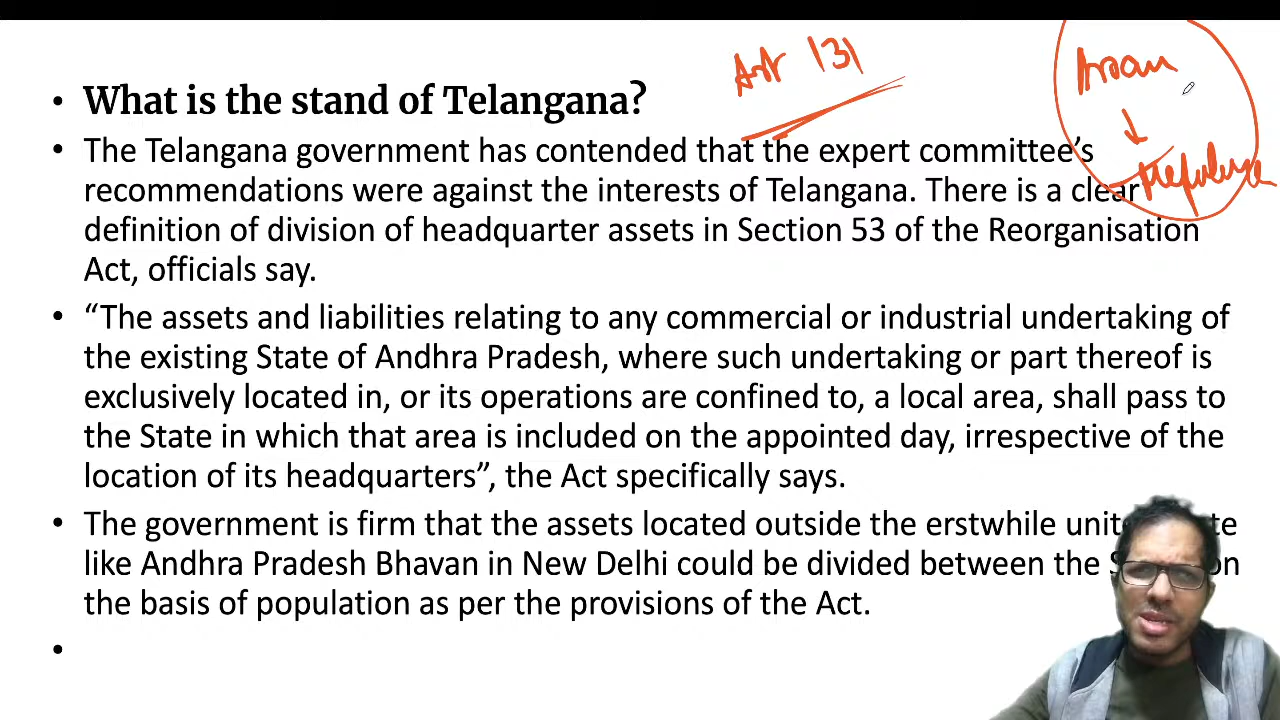 Art 131
Assam
↓
• What is the stand of Telangana?
• The Telangana government has contended that the expert committee's
recommendations were against the interests of Telangana. There is a clear
definition of division of headquarter assets in Section 53 of the Reorganisation
Act, officials say.
• “The assets and liabilities relating to any commercial or industrial undertaking of
the existing State of Andhra Pradesh, where such undertaking or part thereof is
exclusively located in, or its operations are confined to, a local area, shall pass to
the State in which that area is included on the appointed day, irrespective of the
location of its headquarters”, the Act specifically says.
• The government is firm that the assets located outside the erstwhile
like Andhra Pradesh Bhavan in New Delhi could be divided between the on
the basis of population as per the provisions of the Act.
•